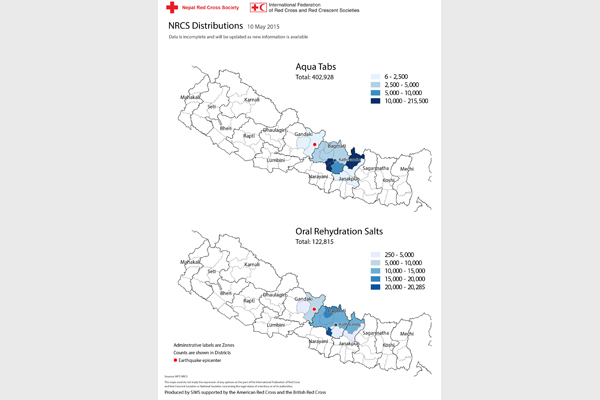 Nepal Red Cross Society
International Federation
of Red Cross and Red Crescent Societies
NRCS Distributions 10 May 2015
Data is incomplete and will be updated as new information is available
Aqua Tabs
Total: 402,928
6 - 2,500
2,500 - 5,000
5,000 - 10,000
10,000 - 215,500
Mahakali
Karnali
Seti
Bheri
Rapti
Dhaulagiri
Gandaki
Lumbini
Bagmati
Narayani
Janakpur
Sagarmatha
Koshi
Mechi
Oral Rehydration Salts
Total: 122,815
250 - 5,000
5,000 - 10,000
10,000 - 15,000
15,000 - 20,000
20,000 - 20,285
Mahakali
Karnali
Seti
Bheri
Rapti
Dhaulagiri
Gandaki
Lumbini
Narayani
Janakpur
Sagarmatha
Koshi
Mechi
Administrative labels are Zones
Counts are shown in Districts
Earthquake epicenter
Produced by SIMS supported by the American Red Cross and the British Red Cross